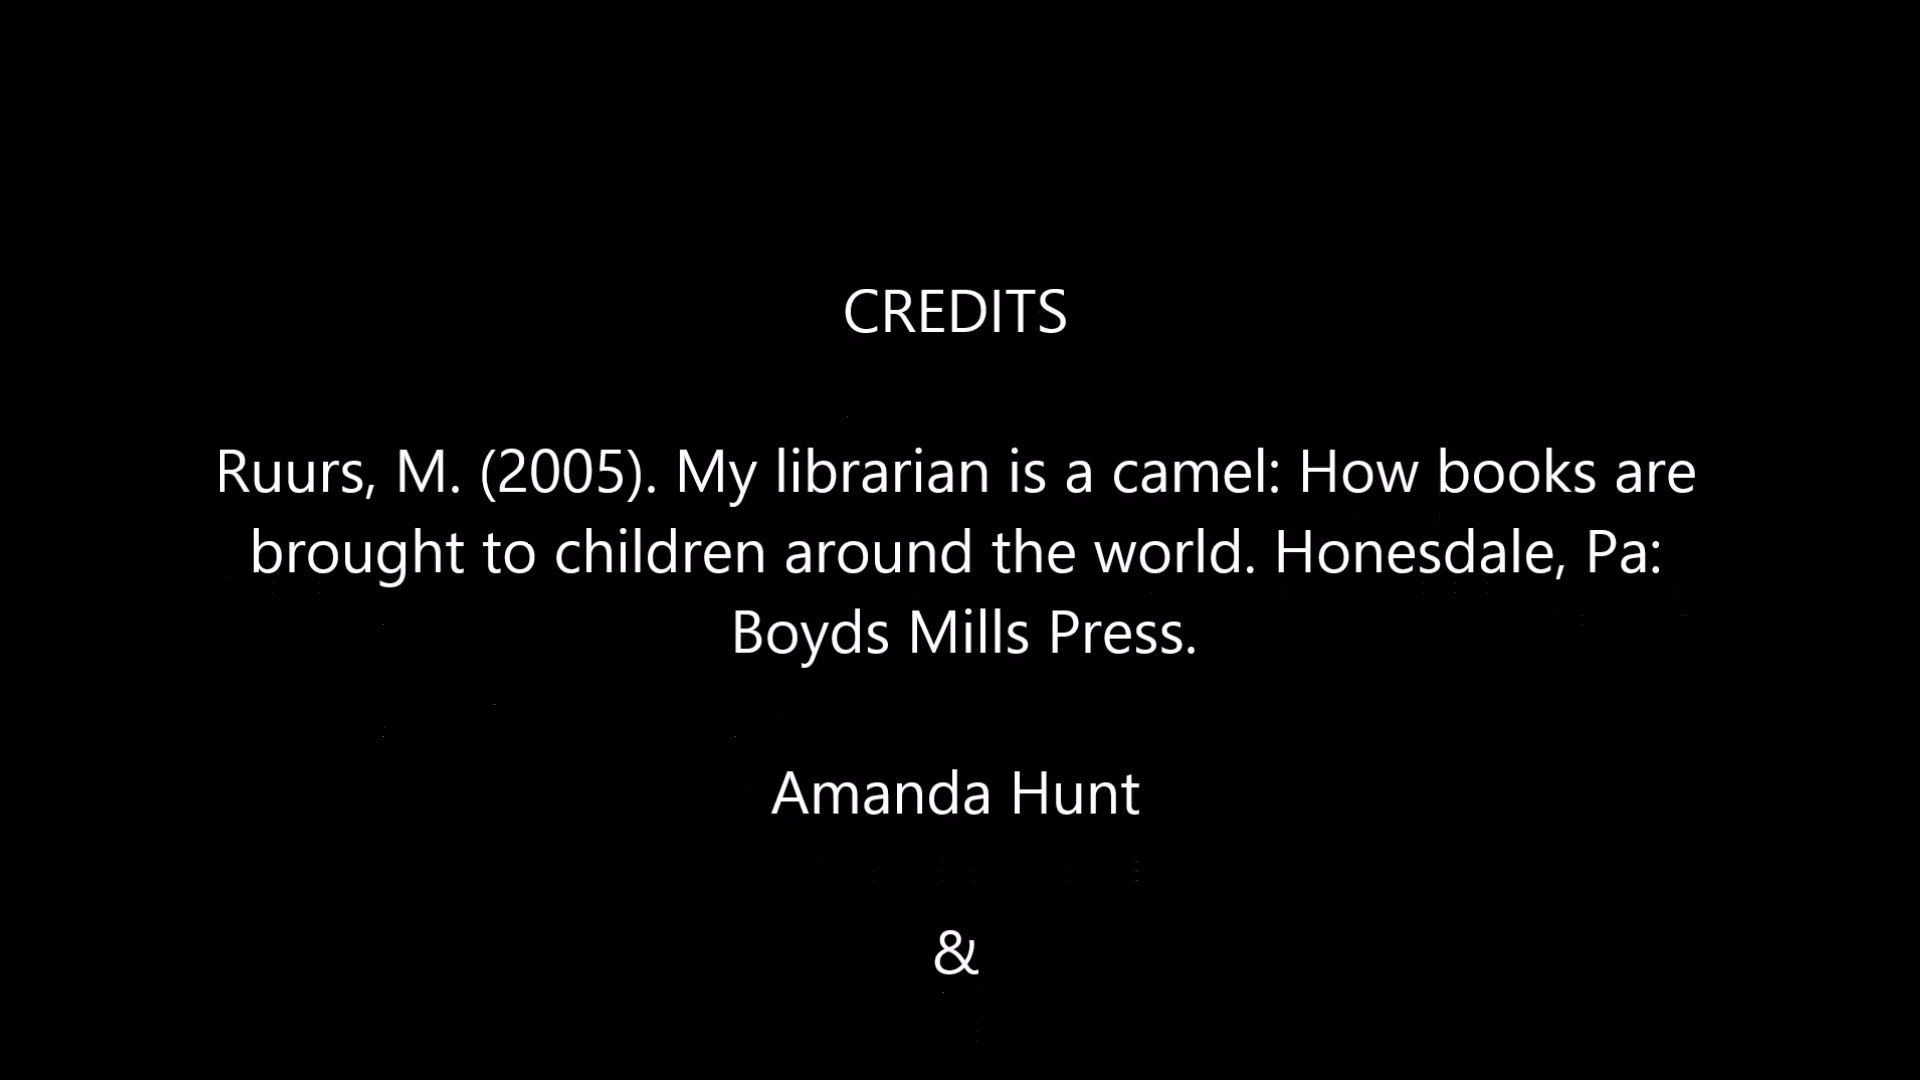 CREDITS
Ruurs, M. (2005). My librarian is a camel: How books are
brought to children around the world. Honesdale, Pa:
Boyds Mills Press.
Amanda Hunt
&